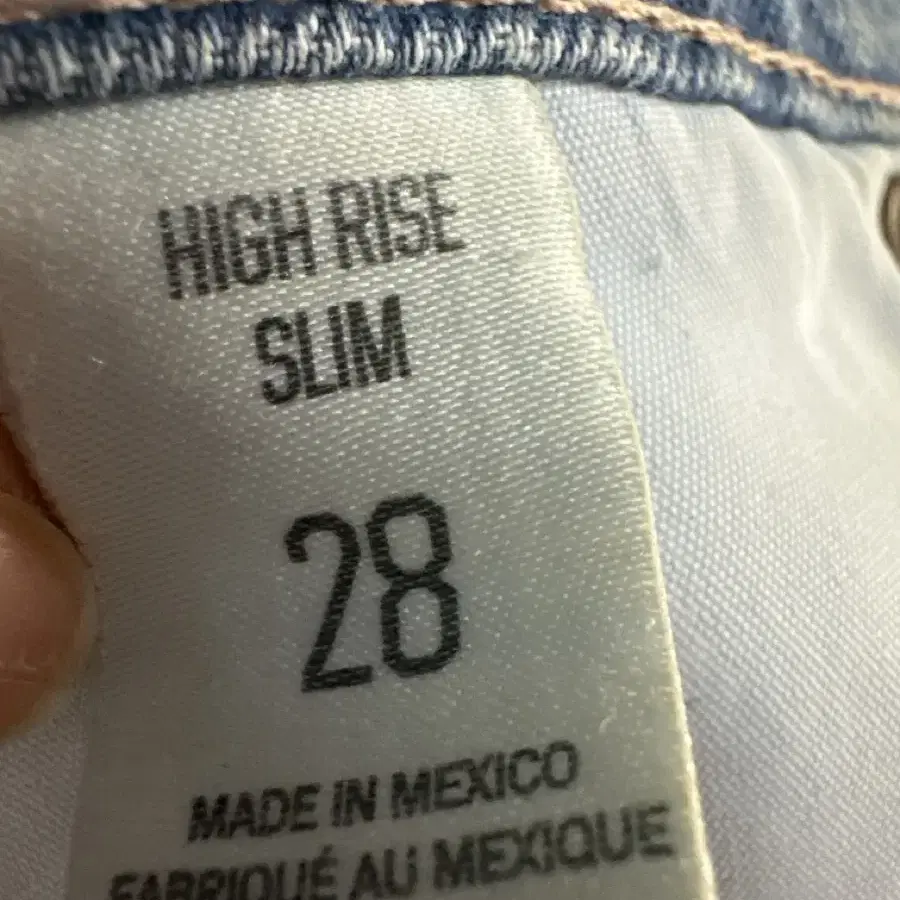 HIGH RISE
SLIM
28
MADE IN MEXICO
FABRIQUÉ AU MEXIQUE